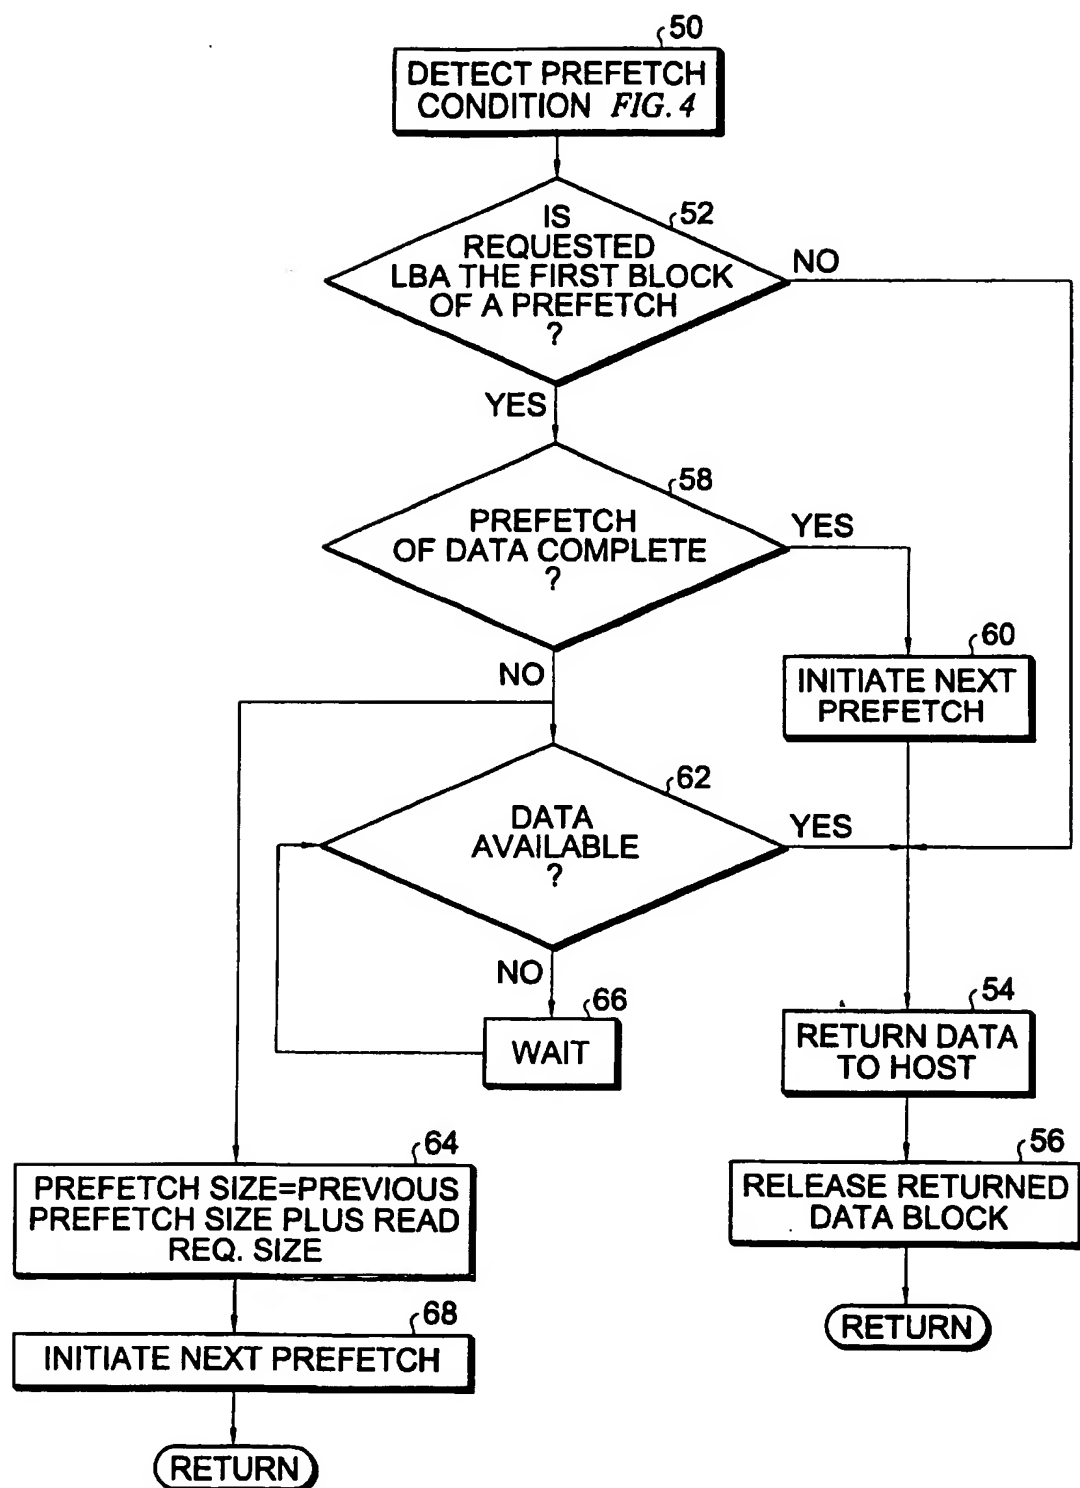 50
DETECT PREFETCH
CONDITION FIG. 4
52
IS
REQUESTED
LBA THE FIRST BLOCK
OF A PREFETCH
?
NO
YES
58
PREFETCH
OF DATA COMPLETE
?
YES
NO
60
INITIATE NEXT
PREFETCH
62
DATA
AVAILABLE
?
YES
NO
66
WAIT
54
RETURN DATA
TO HOST
56
RELEASE RETURNED
DATA BLOCK
RETURN
64
PREFETCH SIZE=PREVIOUS
PREFETCH SIZE PLUS READ
REQ. SIZE
68
INITIATE NEXT PREFETCH
RETURN